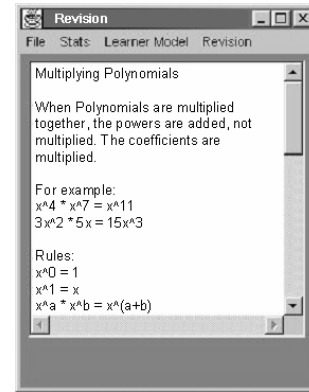 Revision
File Stats Learner Model Revision
Multiplying Polynomials
When Polynomials are multiplied
together, the powers are added, not
multiplied. The coefficients are
multiplied.
For example:
x^4 * x^7 = x^11
3x^2 * 5x = 15x^3
Rules:
x^0 = 1
x^1 = x
x^a * x^b = x^(a+b)